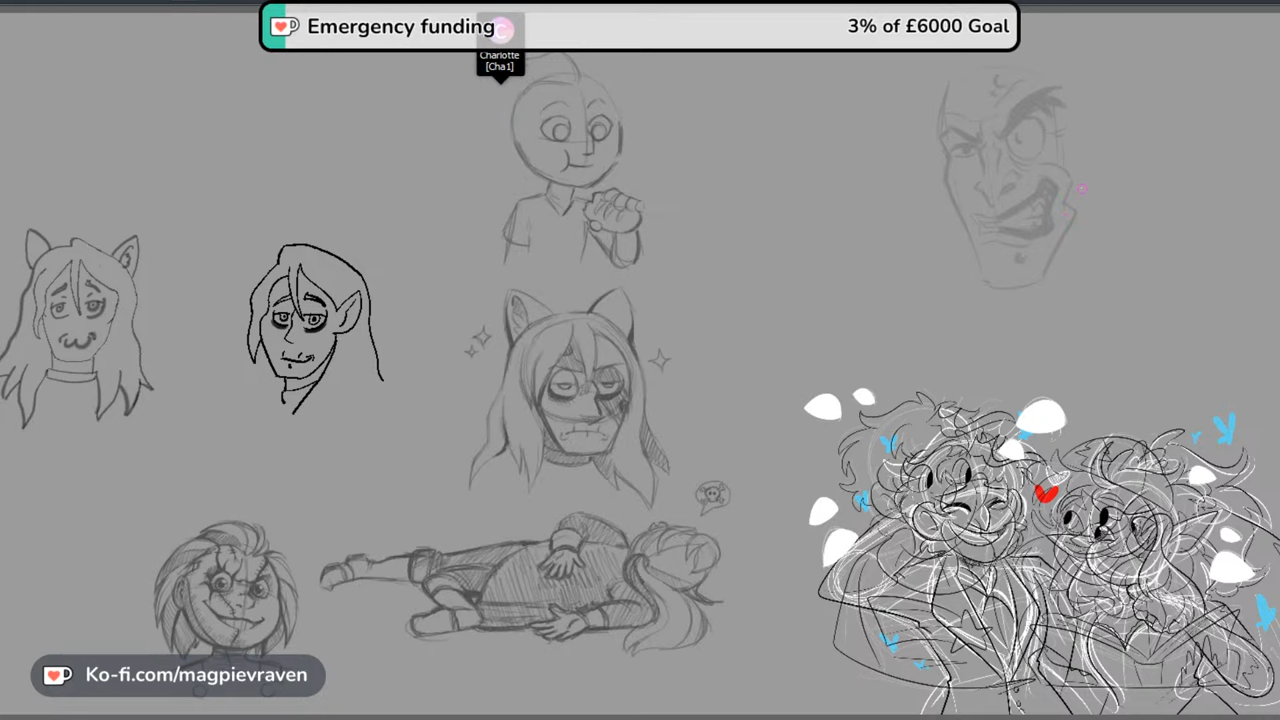 Emergency funding 3% of £6000 Goal
Charlotte
[Cha1]
Ko-fi.com/magpievraven